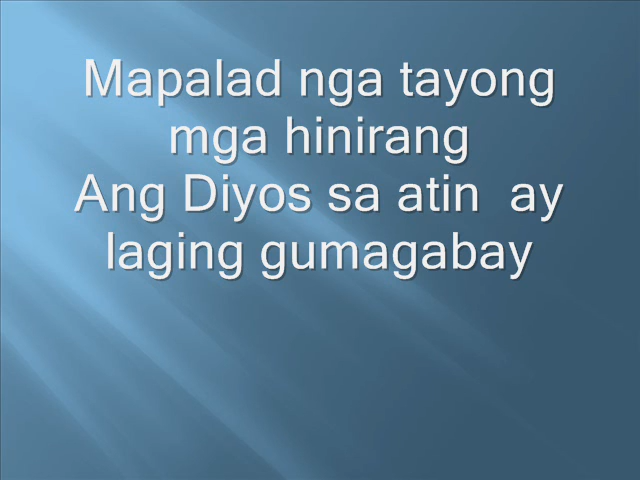 Mapalad nga tayong
mga hinirang
Ang Diyos sa atin  ay
laging gumagabay